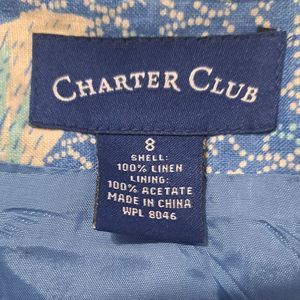 CHARTER CLUB
8
SHELL:
100% LINEN
LINING:
100% ACETATE
MADE IN CHINA
WPL 8046